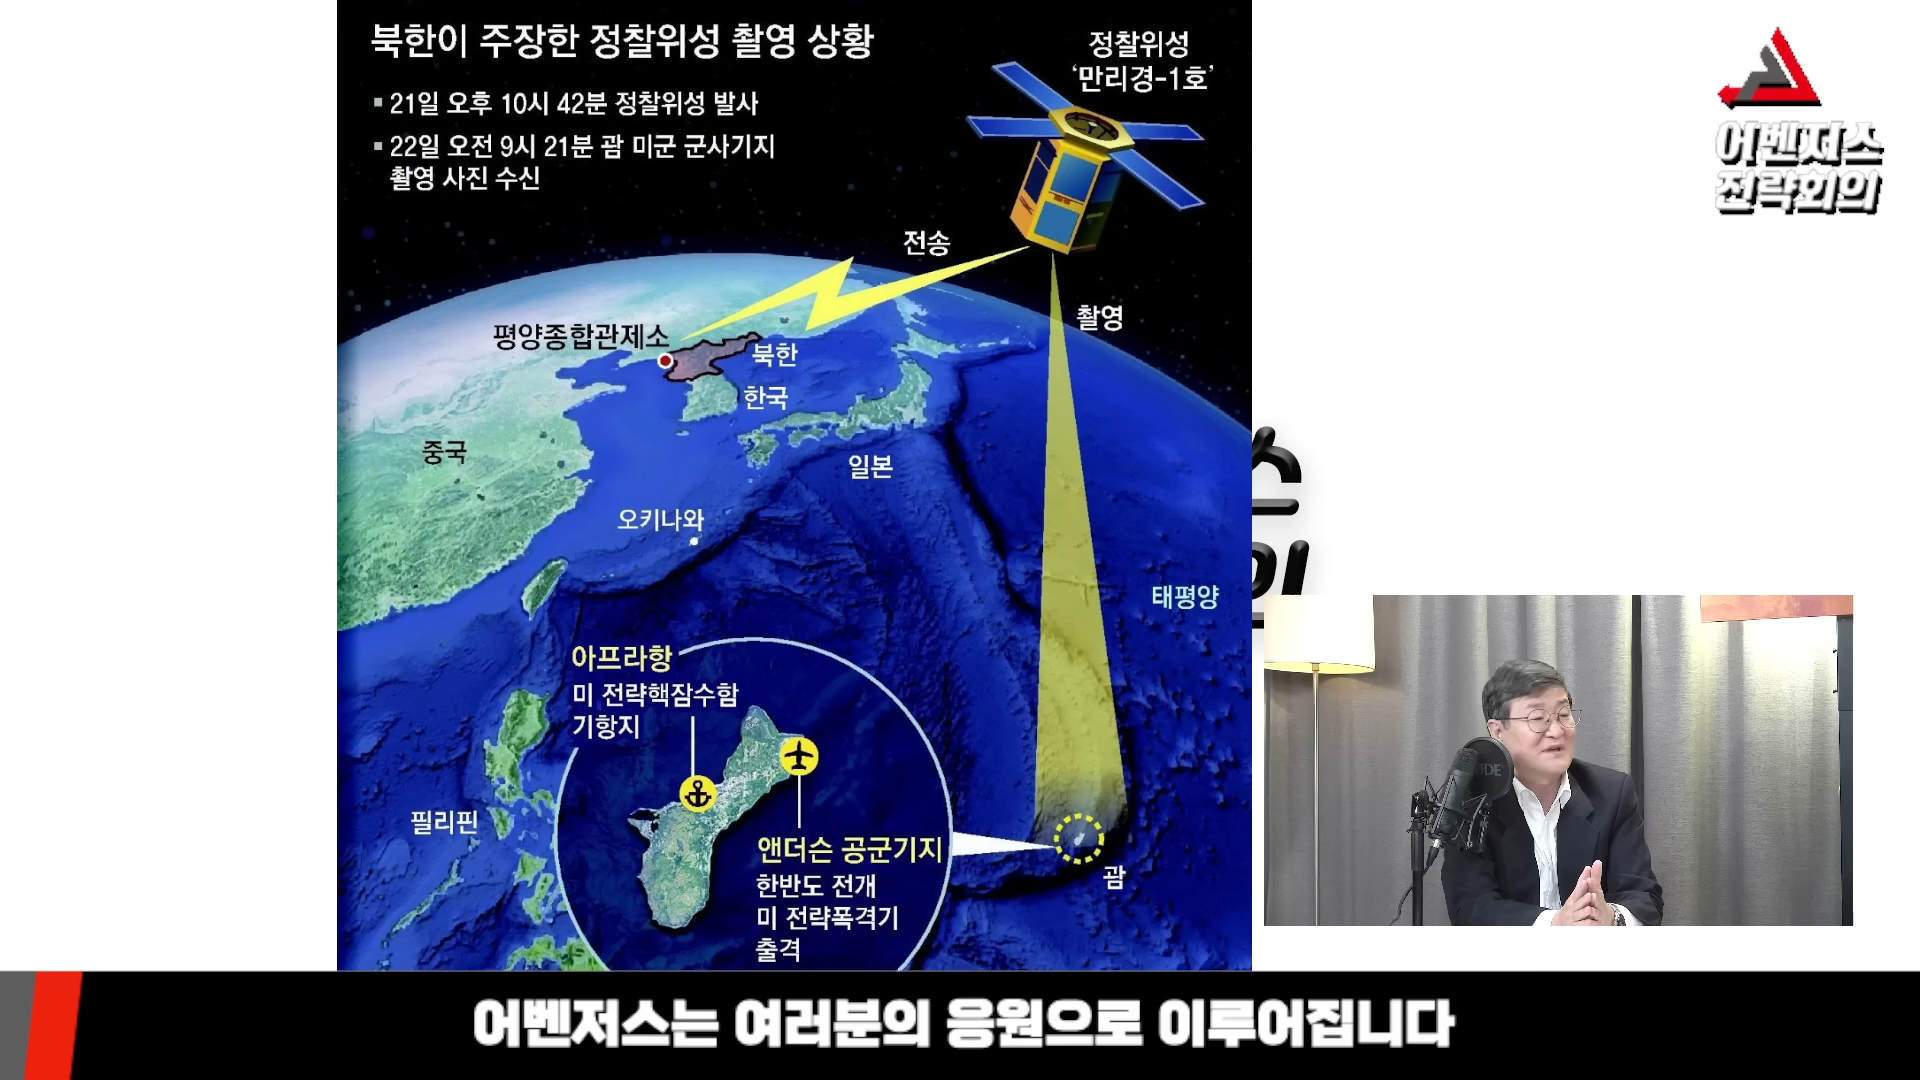 북한이 주장한 정찰위성 촬영 상황
21일 오후 10시 42분 정찰위성 발사
22일 오전 9시 21분 괌 미군 군사기지
촬영 사진 수신
정찰위성
‘만리경-1호’
전송
촬영
평양종합관제소
북한
한국
중국
일본
오키나와
태평양
아프라항
미 전략핵잠수함
기항지
필리핀
앤더슨 공군기지
한반도 전개
미 전략폭격기
출격
괌
어벤져스
전략회의
어벤저스는 여러분의 응원으로 이루어집니다